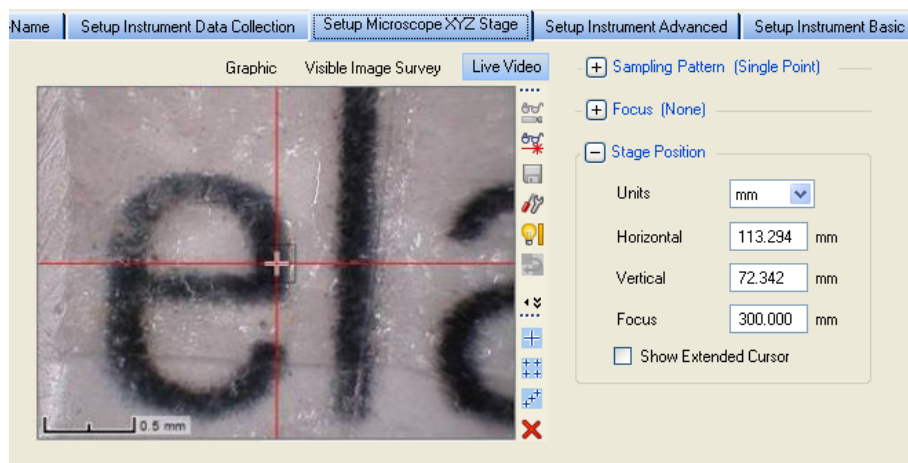 Name Setup Instrument Data Collection Setup Microscope XYZ Stage Setup Instrument Advanced Setup Instrument Basic
Graphic Visible Image Survey Live Video
el
0.5 mm
Sampling Pattern (Single Point)
Focus (None)
Stage Position
Units mm
Horizontal 113.294 mm
Vertical 72.342 mm
Focus 300.000 mm
Show Extended Cursor